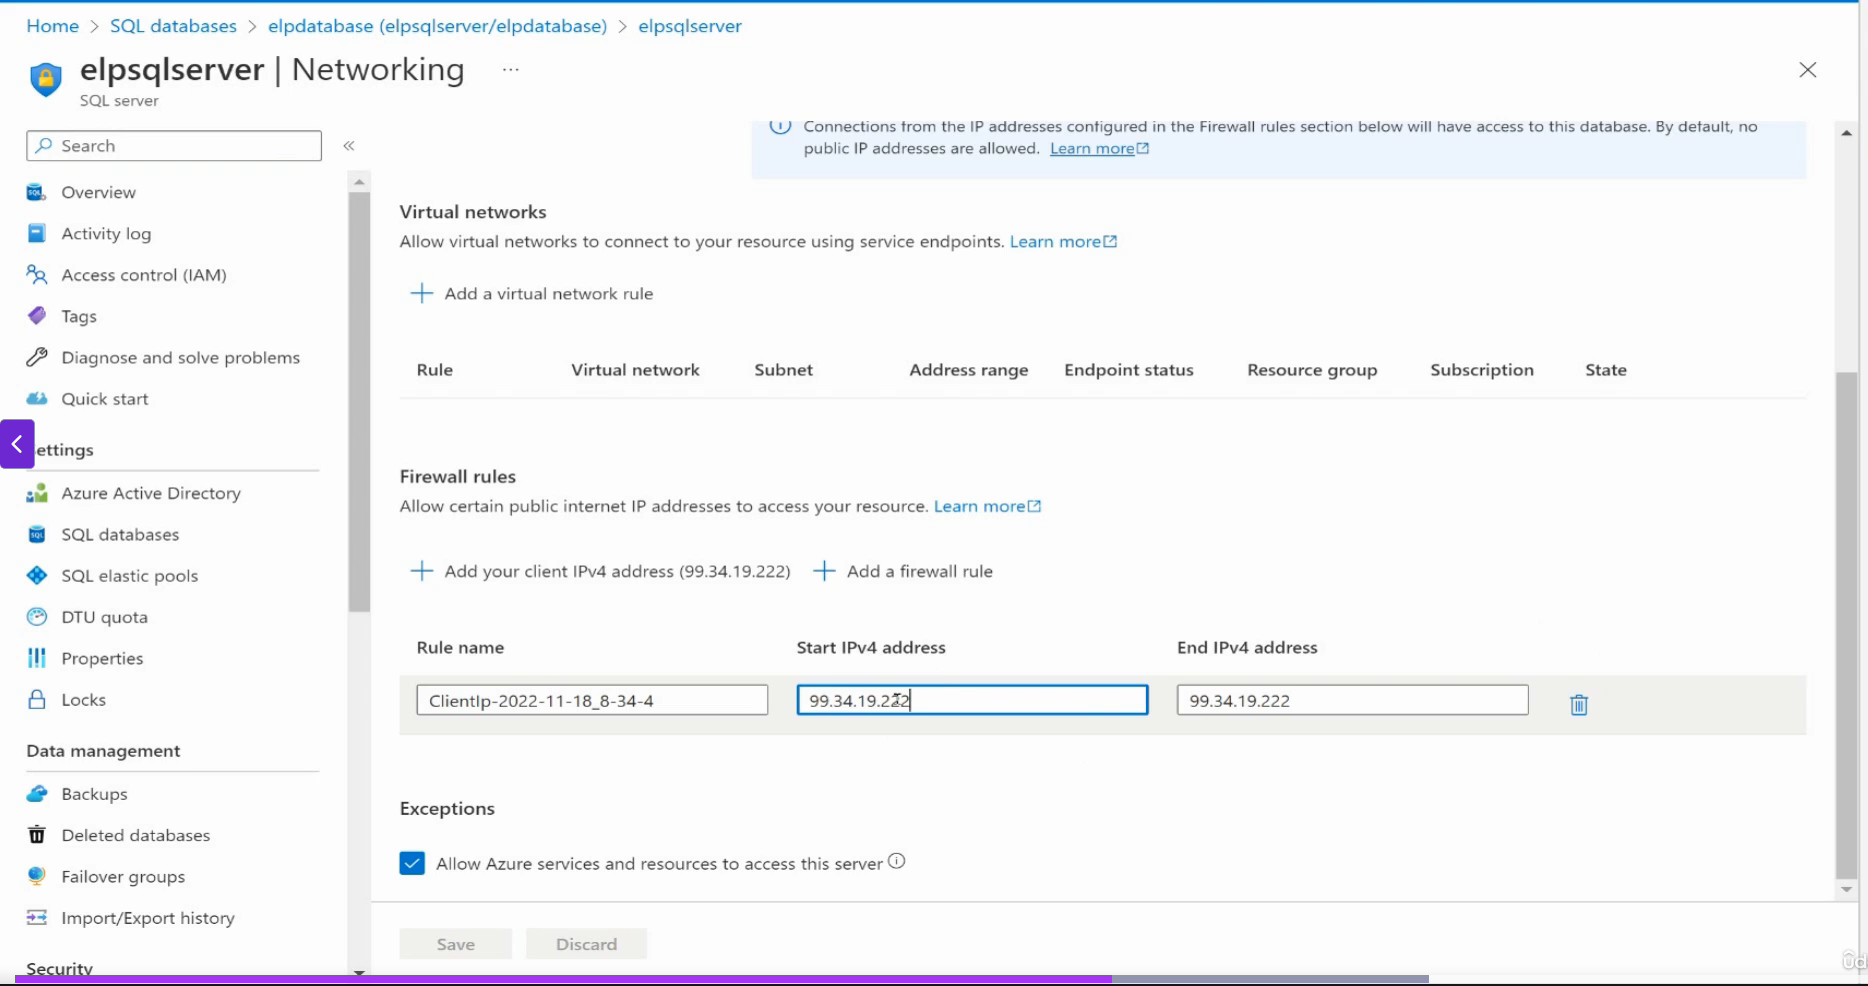 Home > SQL databases > elpdatabase (elpsqlserver/elpdatabase) > elpsqlserver
elpsqlserver | Networking ...
SQL server
Search
«
Overview
Activity log
Access control (IAM)
Tags
Diagnose and solve problems
Quick start
ettings
Azure Active Directory
SQL databases
SQL elastic pools
DTU quota
Properties
Locks
Data management
Backups
Deleted databases
Failover groups
Import/Export history
Security
Connections from the IP addresses configured in the Firewall rules section below will have access to this database. By default, no
public IP addresses are allowed. Learn more
Virtual networks
Allow virtual networks to connect to your resource using service endpoints. Learn more
Add a virtual network rule
Rule Virtual network Subnet Address range Endpoint status Resource group Subscription State
Firewall rules
Allow certain public internet IP addresses to access your resource. Learn more
Add your client IPv4 address (99.34.19.222) Add a firewall rule
Rule name Start IPv4 address End IPv4 address
ClientIp-2022-11-18_8-34-4 99.34.19.222 99.34.19.222
Exceptions
Allow Azure services and resources to access this server
Save Discard